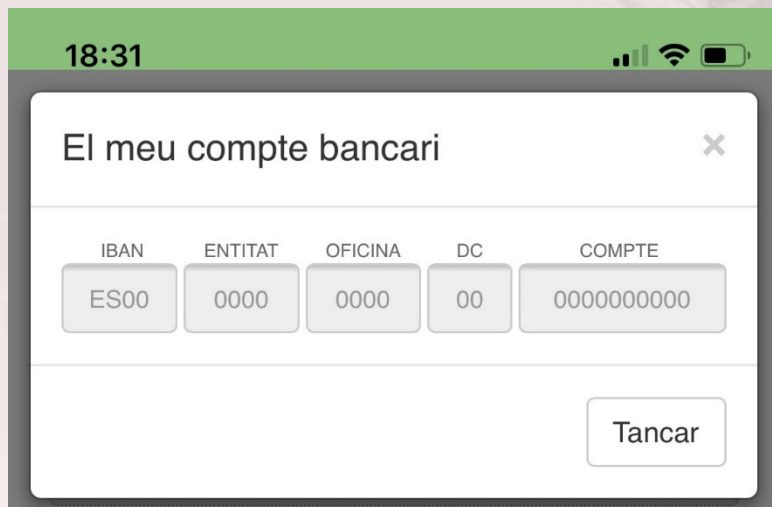 18:31
El meu compte bancari ×
IBAN ENTITAT OFICINA DC COMPTE
ES00 0000 0000 00 0000000000
Tancar